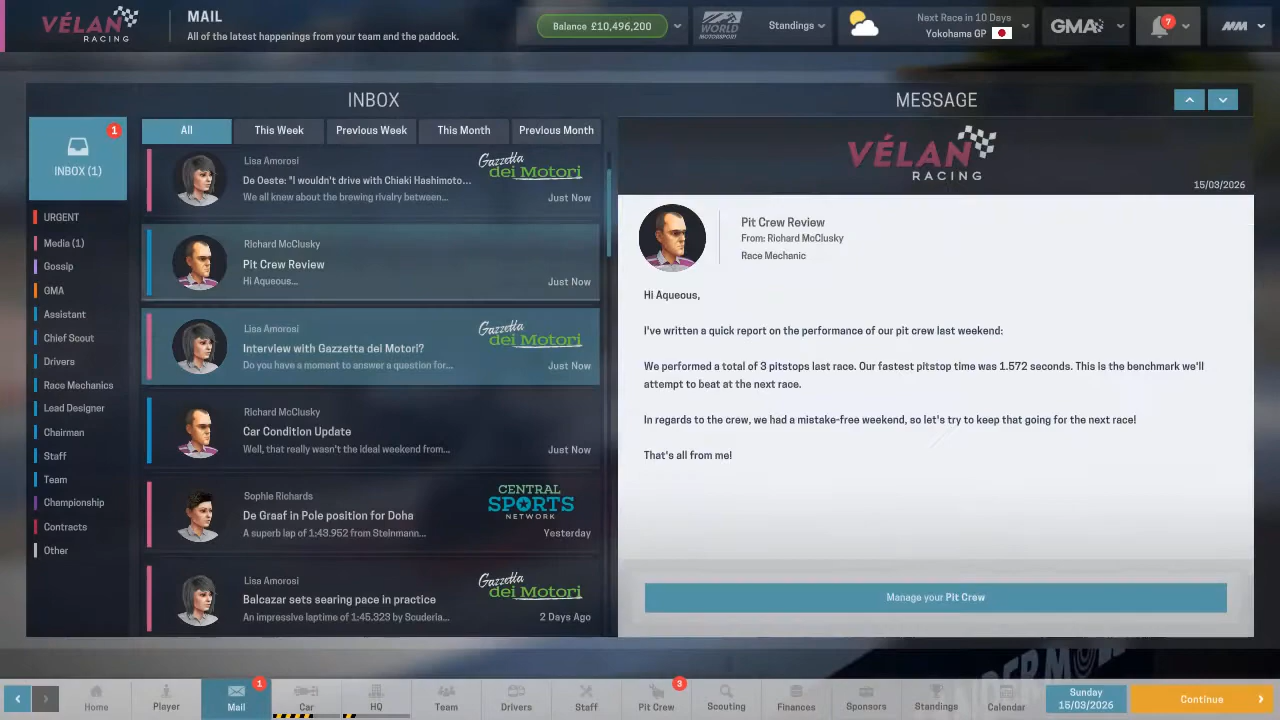 VÉLAN
RACING
MAIL
All of the latest happenings from your team and the paddock.
Balance £10,496,200
WORLD
MOTORSPORT
Standings
Next Race in 10 Days
Yokohama GP
GMA
7
INBOX
MESSAGE
1
INBOX (1)
URGENT
Media (1)
Gossip
GMA
Assistant
Chief Scout
Drivers
Race Mechanics
Lead Designer
Chairman
Staff
Team
Championship
Contracts
Other
All
This Week
Previous Week
This Month
Previous Month
Lisa Amorosi
De Oeste: "I wouldn't drive with Chiaki Hashimoto...
We all knew about the brewing rivalry between...
Gazzetta
dei Motori
Just Now
Richard McClusky
Pit Crew Review
Hi Aqueous...
Just Now
Lisa Amorosi
Interview with Gazzetta dei Motori?
Do you have a moment to answer a question for...
Gazzetta
dei Motori
Just Now
Richard McClusky
Car Condition Update
Well, that really wasn't the ideal weekend from...
Just Now
Sophie Richards
De Graaf in Pole position for Doha
A superb lap of 1:43.952 from Steinmann...
CENTRAL
SPORTS
NETWORK
Yesterday
Lisa Amorosi
Balcazar sets searing pace in practice
An impressive laptime of 1:45.323 by Scuderia...
Gazzetta
dei Motori
2 Days Ago
VÉLAN
RACING
15/03/2026
Pit Crew Review
From: Richard McClusky
Race Mechanic
Hi Aqueous,
I've written a quick report on the performance of our pit crew last weekend:
We performed a total of 3 pitstops last race. Our fastest pitstop time was 1.572 seconds. This is the benchmark we'll
attempt to beat at the next race.
In regards to the crew, we had a mistake-free weekend, so let's try to keep that going for the next race!
That's all from me!
Manage your Pit Crew
Home
Player
1
Mail
Car
HQ
Team
Drivers
Staff
3
Pit Crew
Scouting
Finances
Sponsors
Standings
Calendar
Sunday
15/03/2026
Continue